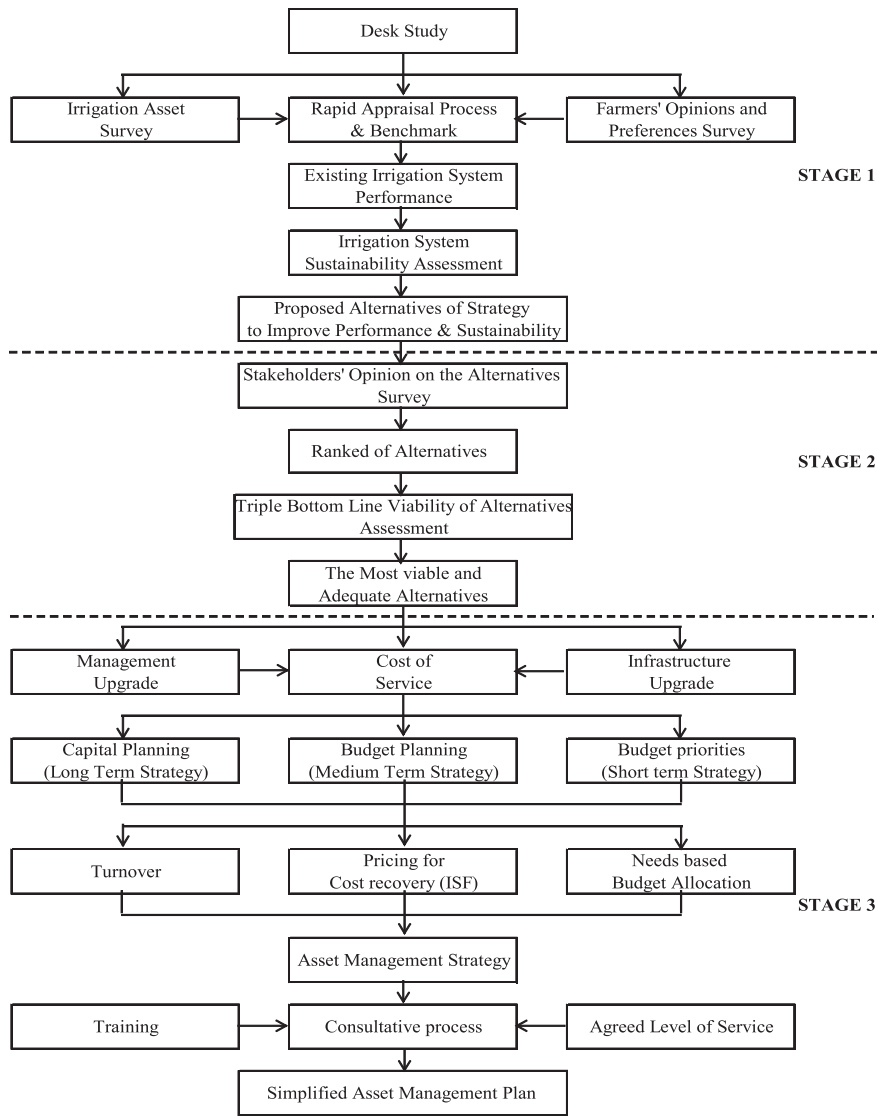 Desk Study
Irrigation Asset
Survey
Rapid Appraisal Process
& Benchmark
Farmers' Opinions and
Preferences Survey
STAGE 1
Existing Irrigation System
Performance
Irrigation System
Sustainability Assessment
Proposed Alternatives of Strategy
to Improve Performance & Sustainability
Stakeholders' Opinion on the Alternatives
Survey
Ranked of Alternatives
STAGE 2
Triple Bottom Line Viability of Alternatives
Assessment
The Most viable and
Adequate Alternatives
Management
Upgrade
Cost of
Service
Infrastructure
Upgrade
Capital Planning
(Long Term Strategy)
Budget Planning
(Medium Term Strategy)
Budget priorities
(Short term Strategy)
Turnover
Pricing for
Cost recovery (ISF)
Needs based
Budget Allocation
STAGE 3
Asset Management Strategy
Training
Consultative process
Agreed Level of Service
Simplified Asset Management Plan